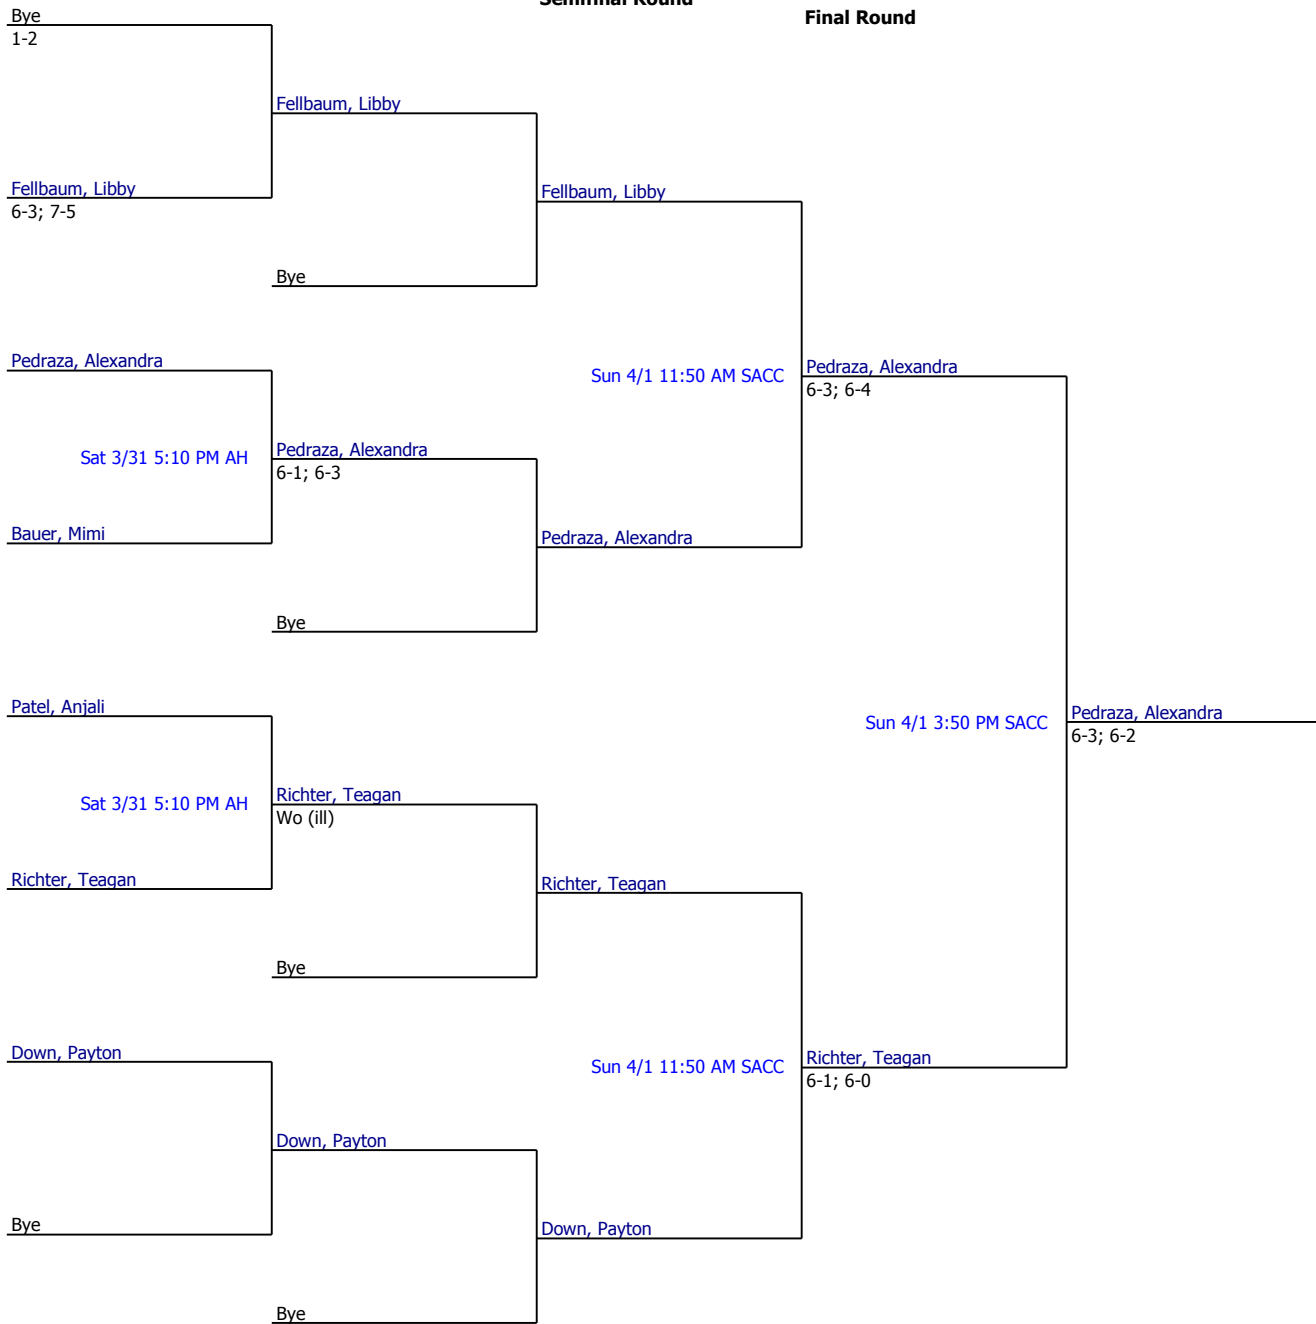 Semifinal Round
Final Round
Bye
1-2
Fellbaum, Libby
Fellbaum, Libby
6-3; 7-5
Fellbaum, Libby
Bye
Pedraza, Alexandra
Sun 4/1 11:50 AM SACC
Pedraza, Alexandra
6-3; 6-4
Sat 3/31 5:10 PM AH
Pedraza, Alexandra
6-1; 6-3
Bauer, Mimi
Pedraza, Alexandra
Bye
Patel, Anjali
Sun 4/1 3:50 PM SACC
Pedraza, Alexandra
6-3; 6-2
Sat 3/31 5:10 PM AH
Richter, Teagan
Wo (ill)
Richter, Teagan
Richter, Teagan
Bye
Down, Payton
Sun 4/1 11:50 AM SACC
Richter, Teagan
6-1; 6-0
Down, Payton
Bye
Down, Payton
Bye